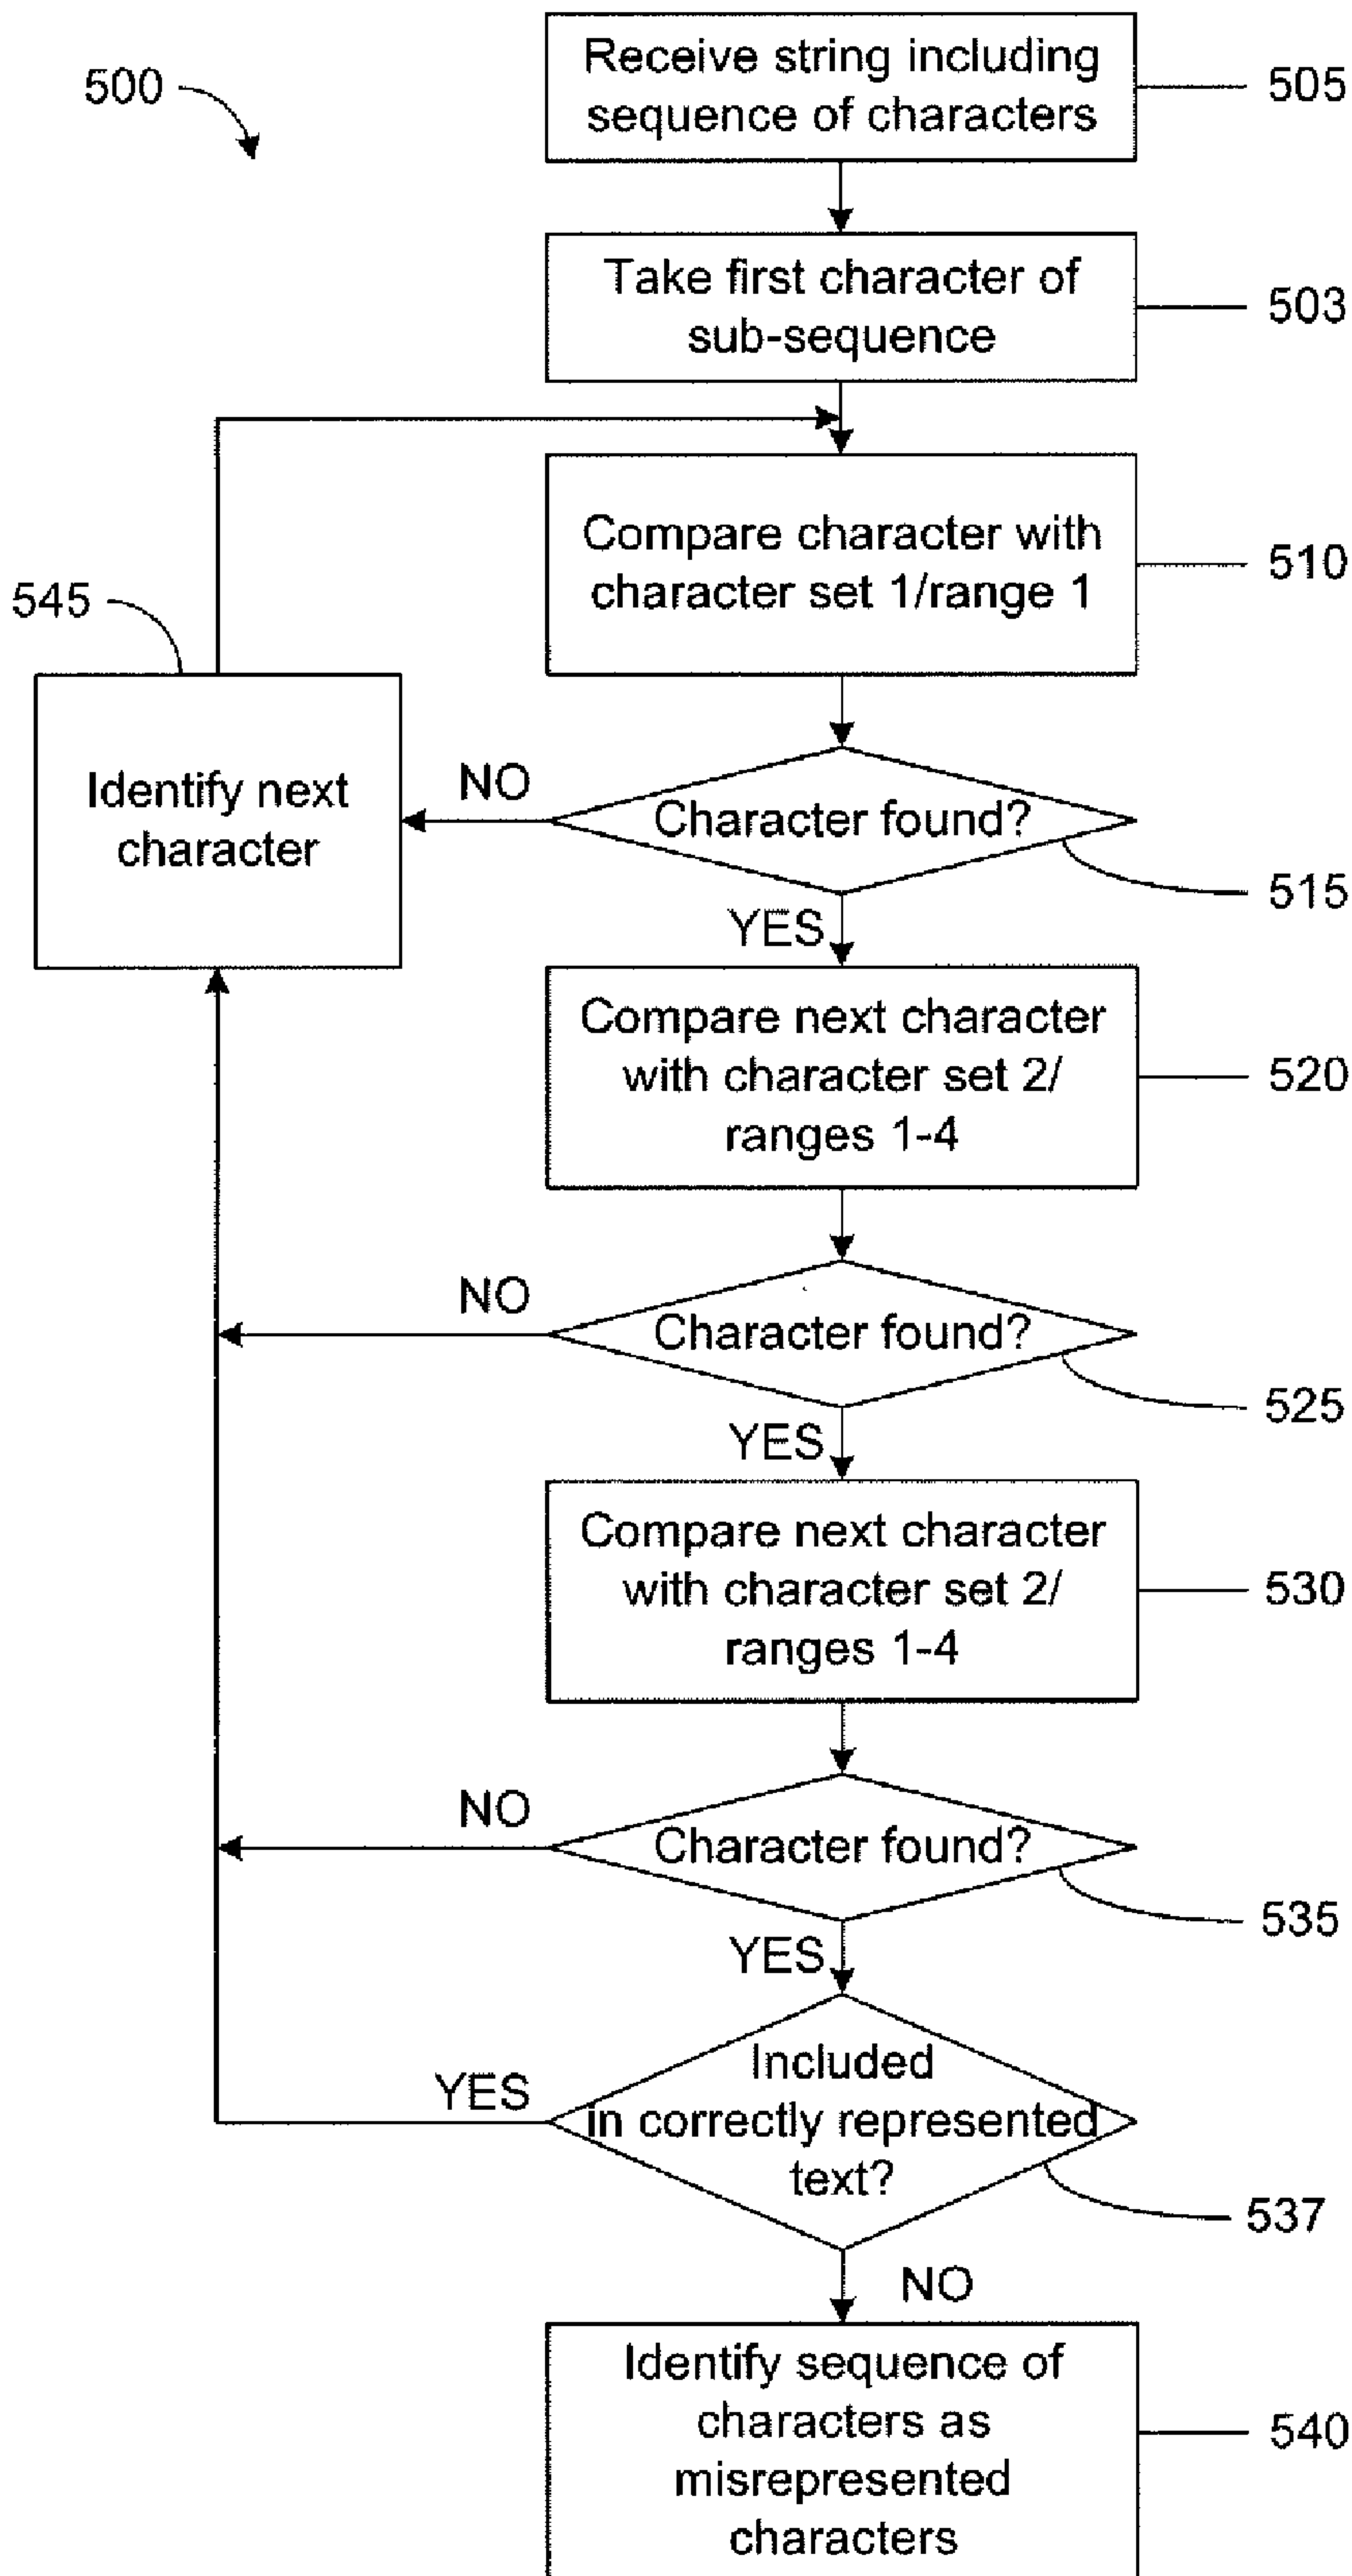 500
Receive string including
sequence of characters
505
Take first character of
sub-sequence
503
Compare character with
character set 1/range 1
510
545
Identify next
character
NO
Character found?
515
YES
Compare next character
with character set 2/
ranges 1-4
520
NO
Character found?
525
YES
Compare next character
with character set 2/
ranges 1-4
530
NO
Character found?
535
YES
Included
in correctly represented
text?
YES
537
NO
Identify sequence of
characters as
misrepresented
characters
540